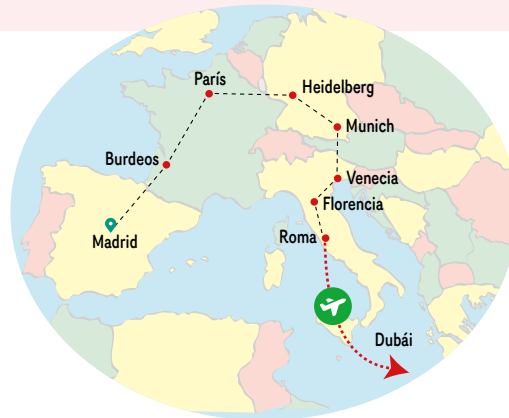 París
Heidelberg
Munich
Burdeos
Venecia
Florencia
Madrid
Roma
Dubái